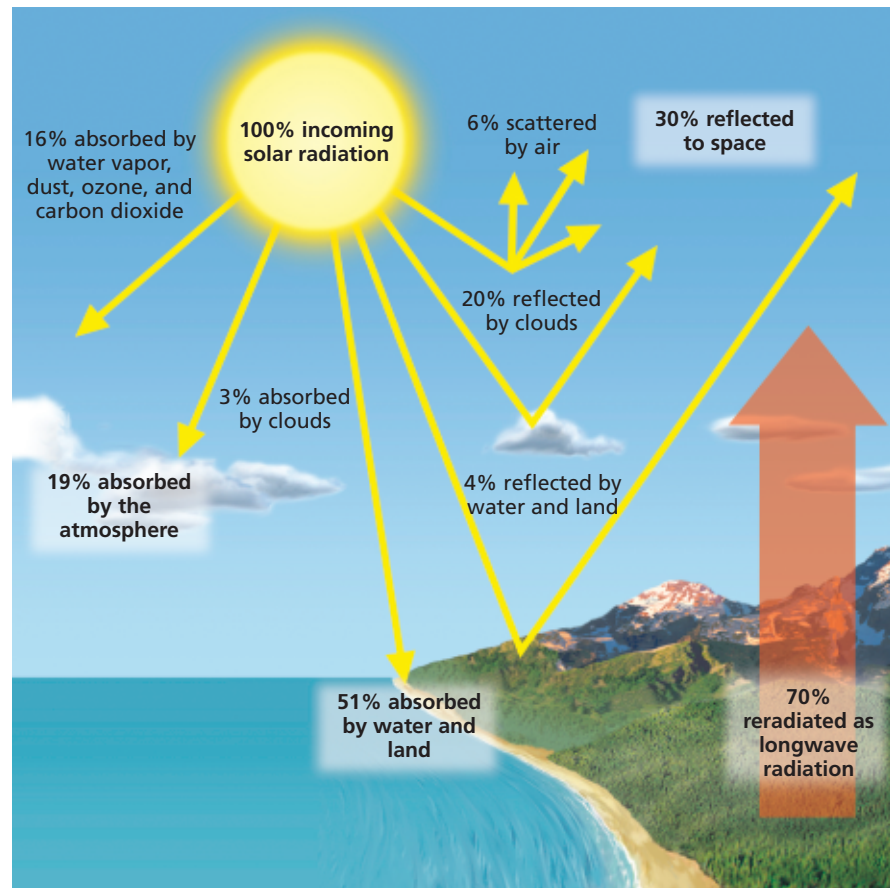 100% incoming
solar radiation
16% absorbed by
water vapor,
dust, ozone, and
carbon dioxide
6% scattered
by air
30% reflected
to space
20% reflected
by clouds
3% absorbed
by clouds
19% absorbed
by the
atmosphere
4% reflected by
water and land
51% absorbed
by water and
land
70%
reradiated as
longwave
radiation